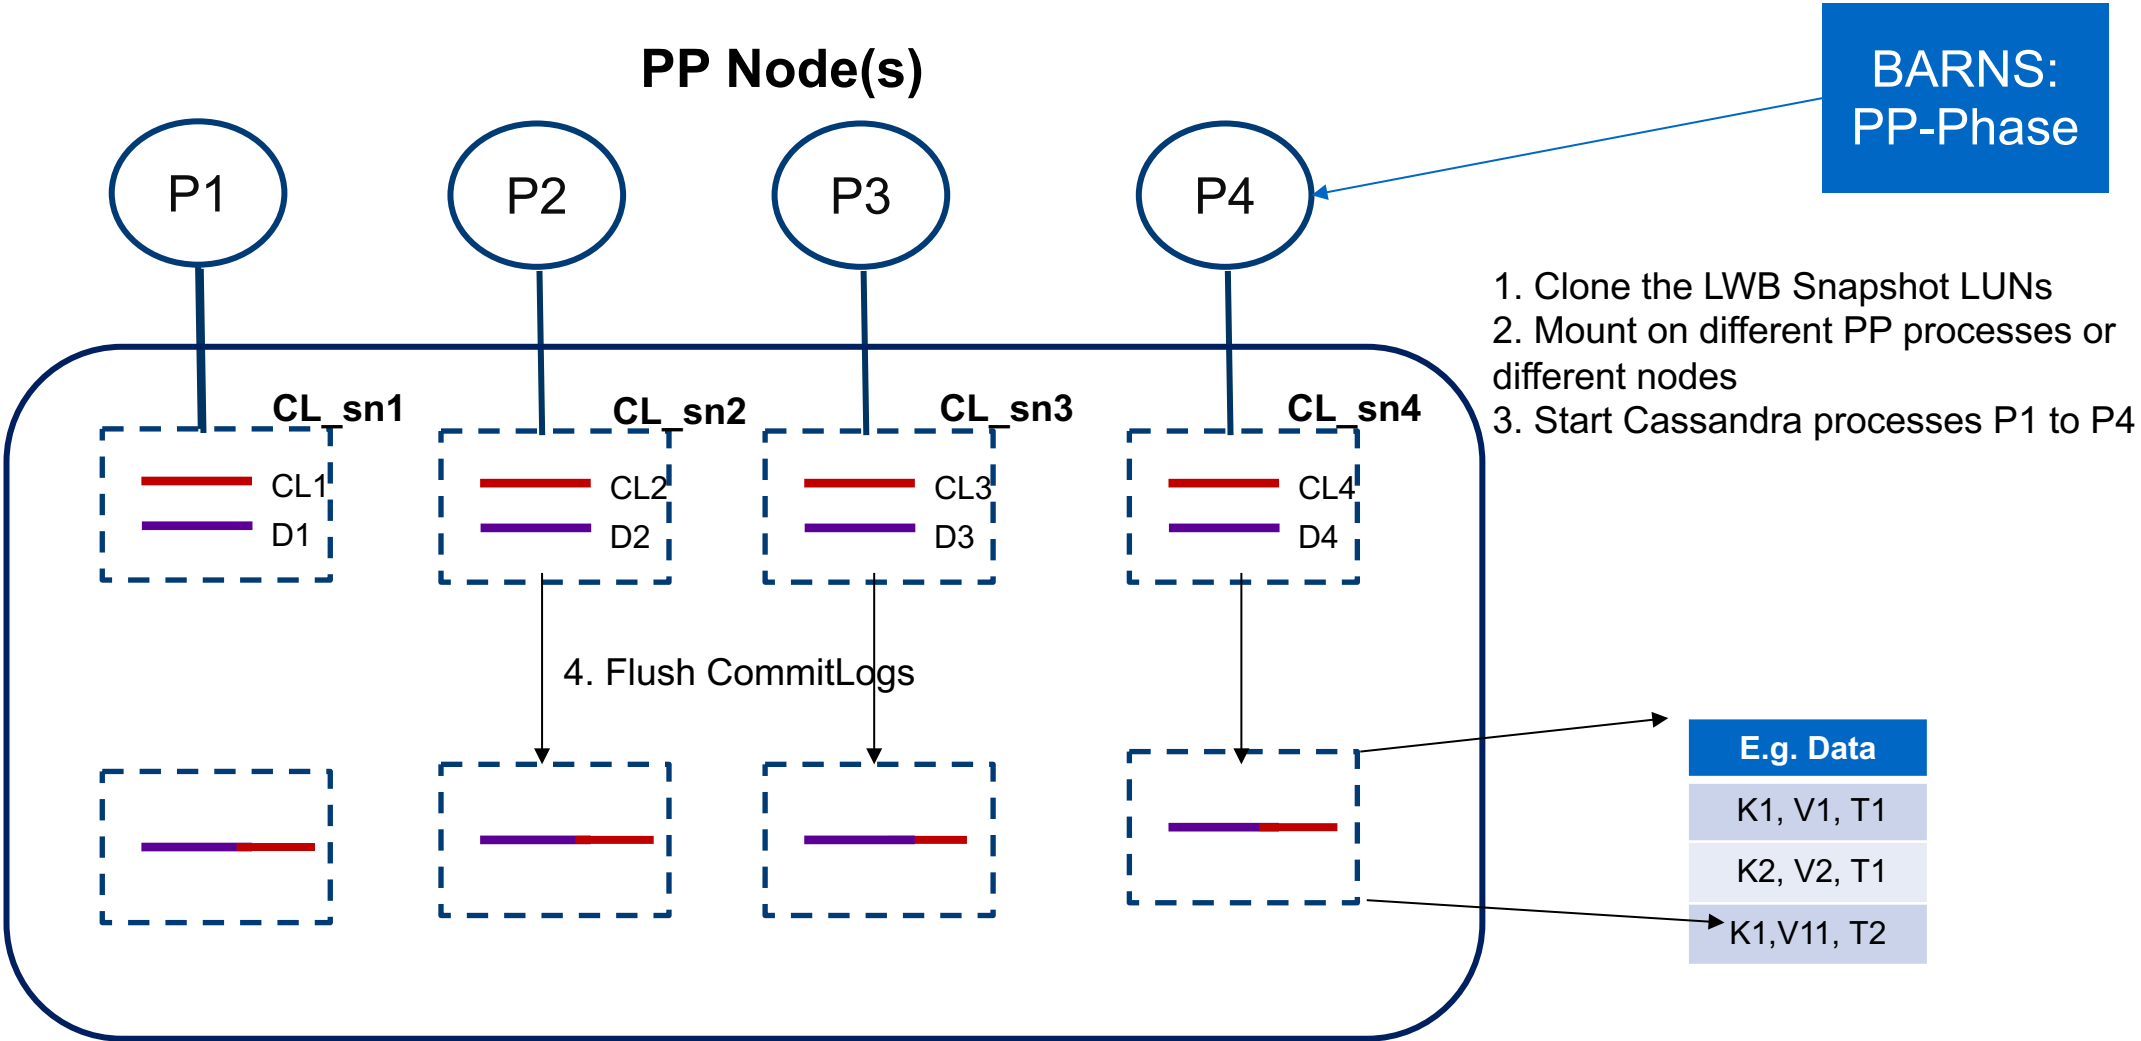 PP Node(s)
BARNS:
PP-Phase
P1
P2
P3
P4
1. Clone the LWB Snapshot LUNs
2. Mount on different PP processes or
different nodes
3. Start Cassandra processes P1 to P4
CL_sn1
CL_sn2
CL_sn3
CL_sn4
CL1
D1
CL2
D2
CL3
D3
CL4
D4
4. Flush CommitLogs
E.g. Data
K1, V1, T1
K2, V2, T1
K1,V11, T2